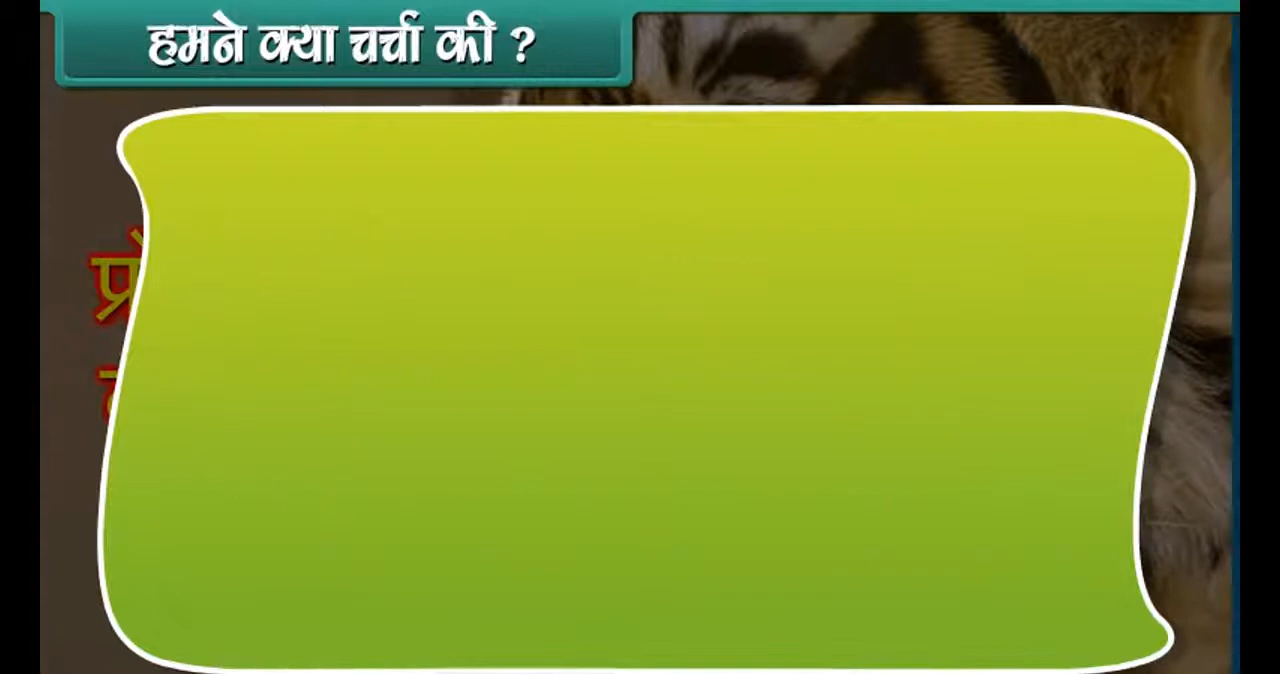 हमने क्या चर्चा की ?